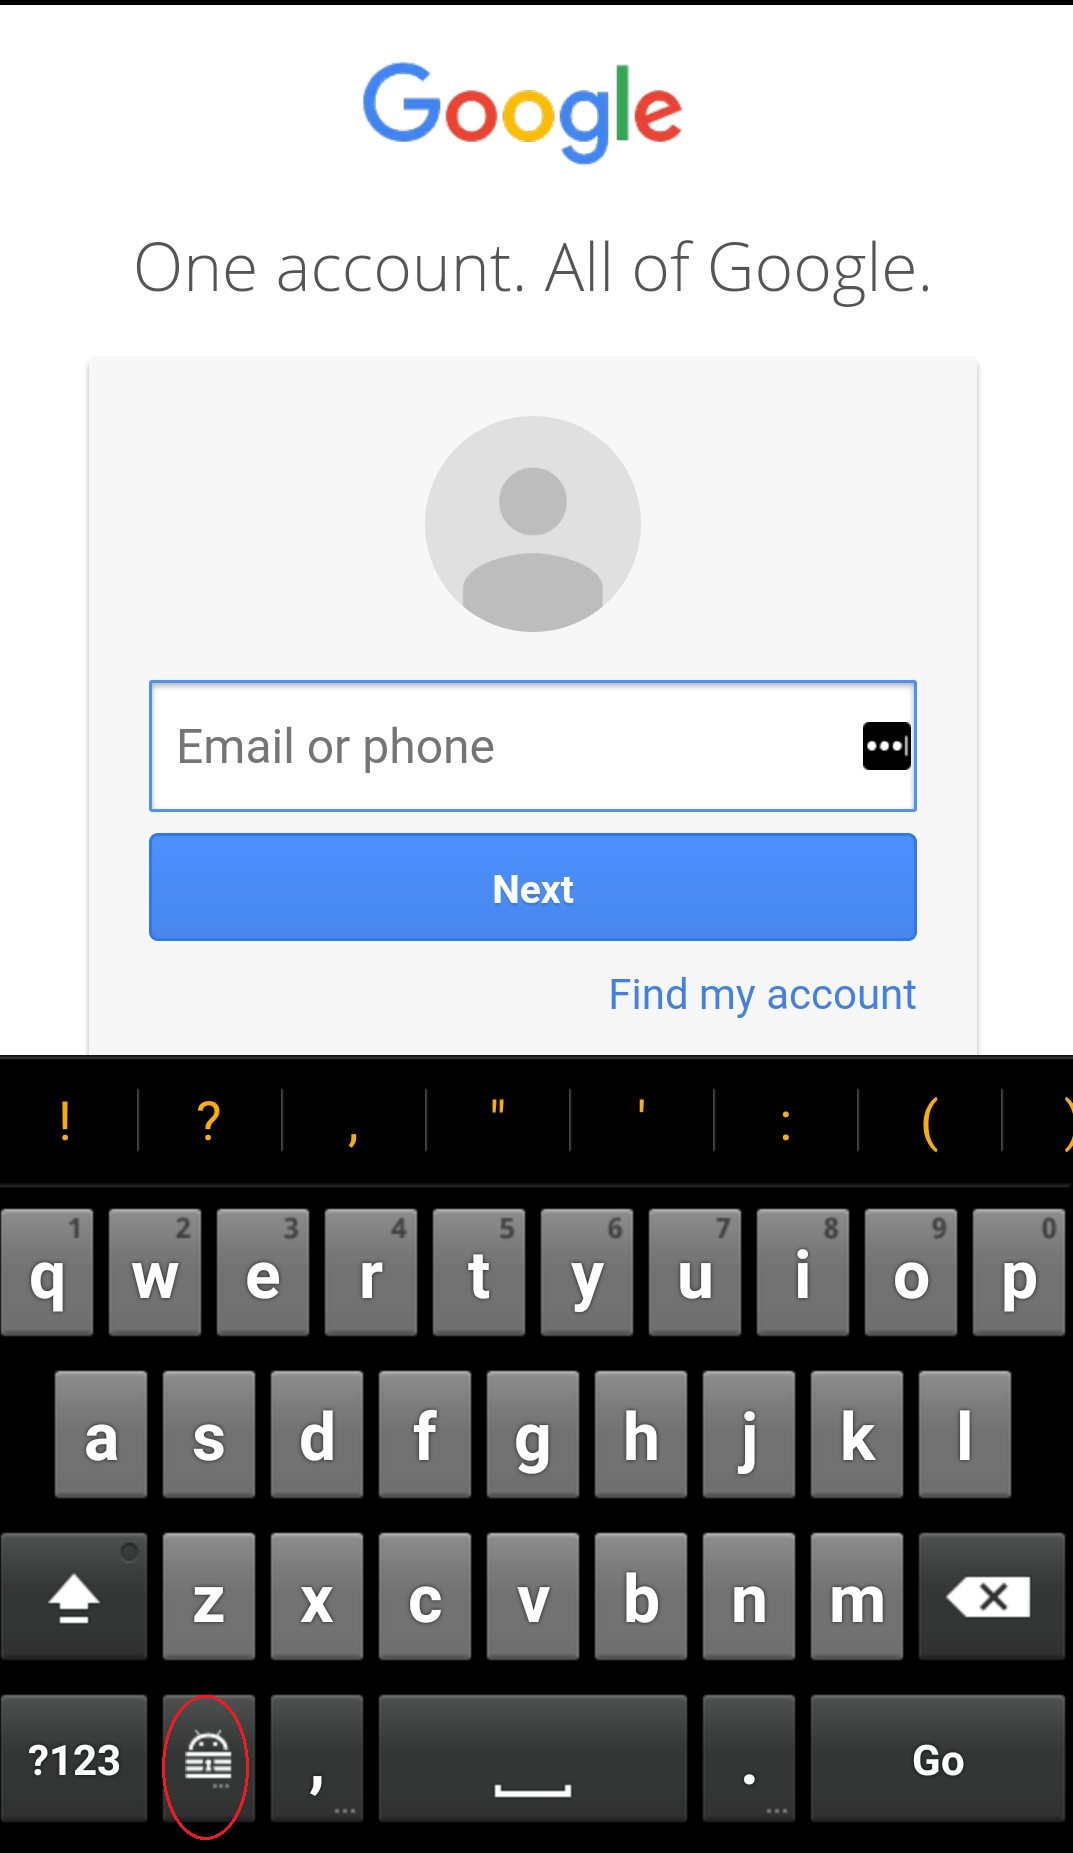 Google
One account. All of Google.
Email or phone
Next
Find my account
! ? , " ' : ( )
1 2 3 4 5 6 7 8 9 0
q w e r t y u i o p
a s d f g h j k l
z x c v b n m
?123 , . Go